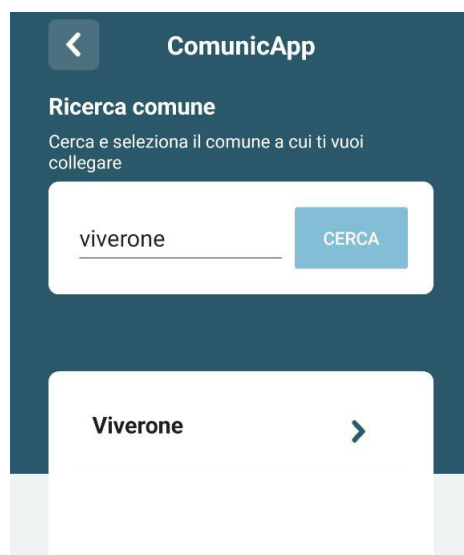 ComunicApp
Ricerca comune
Cerca e seleziona il comune a cui ti vuoi
collegare
viverone
CERCA
Viverone